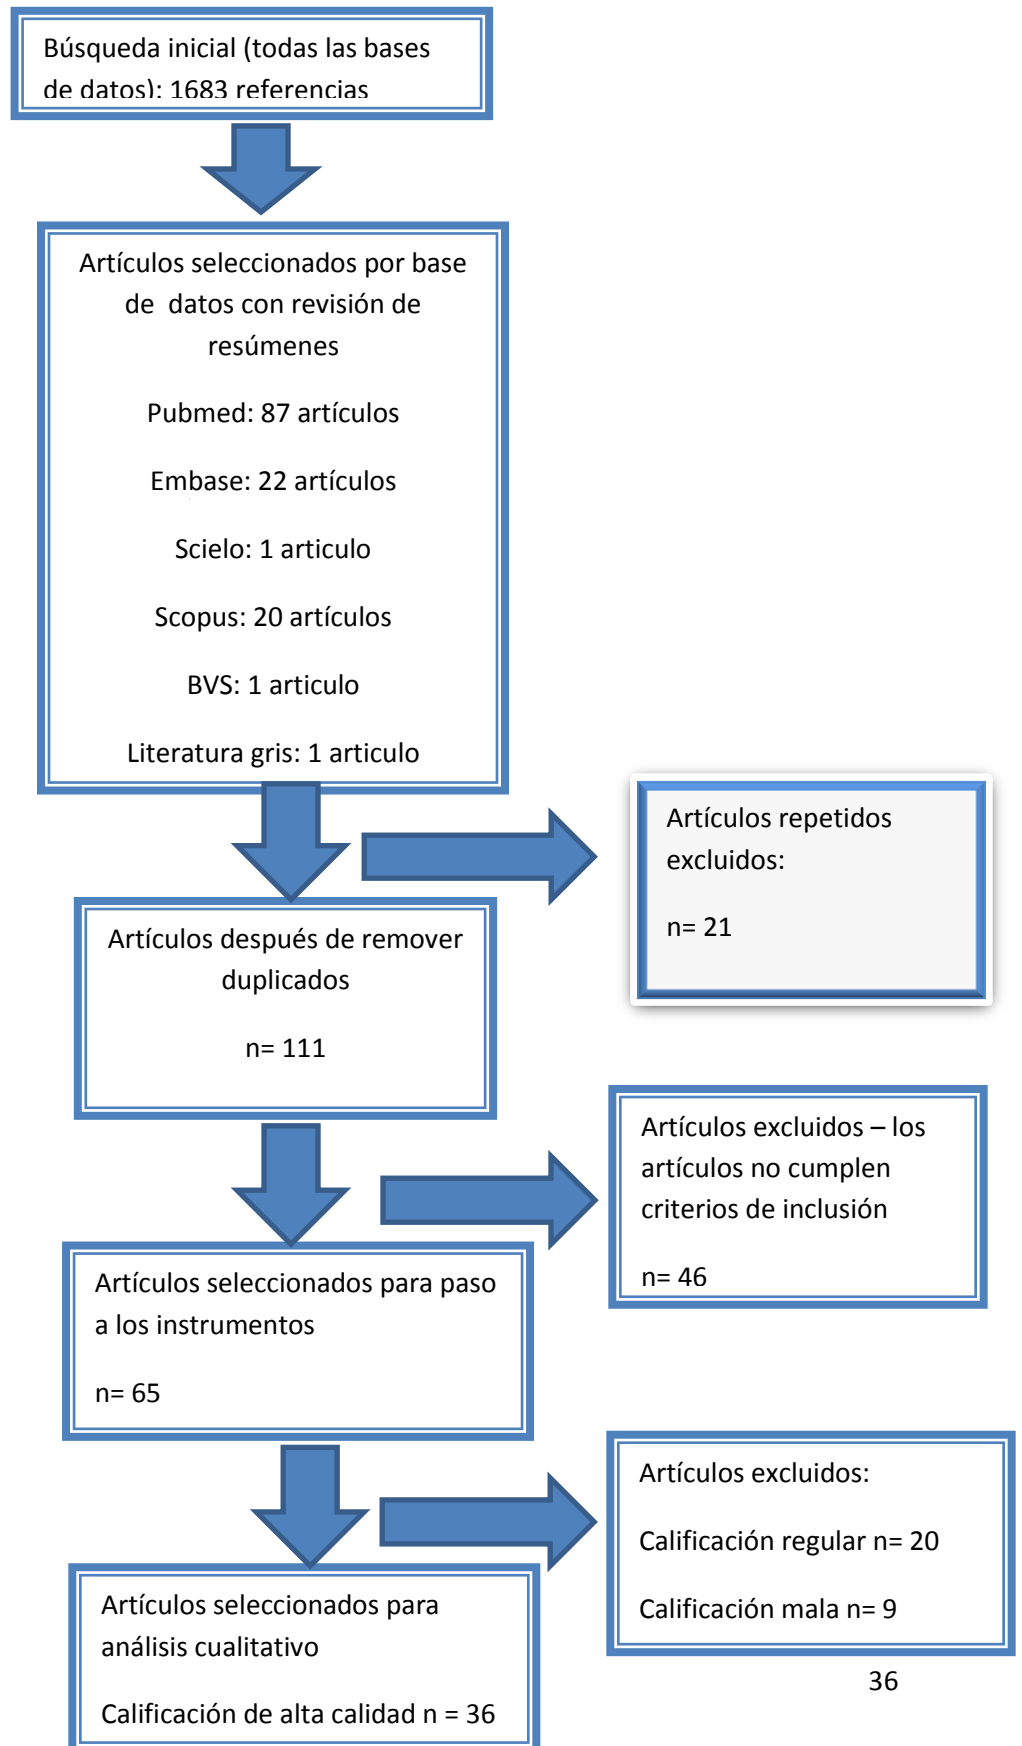 Búsqueda inicial (todas las bases
de datos): 1683 referencias
Artículos seleccionados por base
de datos con revisión de
resúmenes
Pubmed: 87 artículos
Embase: 22 artículos
Scielo: 1 articulo
Scopus: 20 artículos
BVS: 1 articulo
Literatura gris: 1 articulo
Artículos repetidos
excluidos:
n= 21
Artículos después de remover
duplicados
n= 111
Artículos excluidos – los
artículos no cumplen
criterios de inclusión
n= 46
Artículos seleccionados para paso
a los instrumentos
n= 65
Artículos excluidos:
Calificación regular n= 20
Calificación mala n= 9
Artículos seleccionados para
análisis cualitativo
Calificación de alta calidad n = 36
36